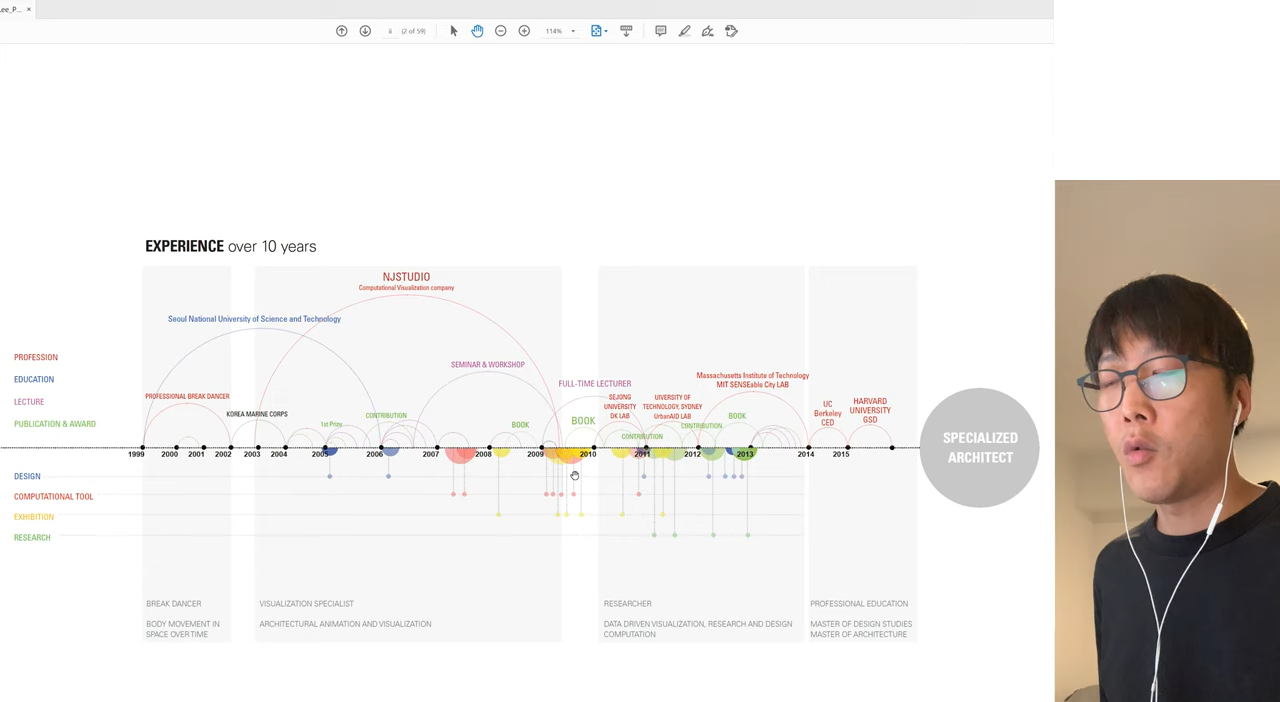 ee_P...
(2 of 59)
114%
EXPERIENCE over 10 years
NJSTUDIO
Computational Visualization company
Seoul National University of Science and Technology
PROFESSION
EDUCATION
LECTURE
PUBLICATION & AWARD
PROFESSIONAL BREAK DANCER
KOREA MARINE CORPS
1st Prize
CONTRIBUTION
SEMINAR & WORKSHOP
BOOK
FULL-TIME LECTURER
BOOK
SEJONG
UNIVERSITY
DK LAB
UIVERSITY OF
TECHNOLOGY, SYDNEY
UrbanAID LAB
CONTRIBUTION
CONTRIBUTION
Massachusetts Institute of Technology
MIT SENSEable City LAB
BOOK
UC
Berkeley
CED
HARVARD
UNIVERSITY
GSD
1999 2000 2001 2002 2003 2004 2005 2006 2007 2008 2009 2010 2011 2012 2013 2014 2015
SPECIALIZED
ARCHITECT
DESIGN
COMPUTATIONAL TOOL
EXHIBITION
RESEARCH
BREAK DANCER
BODY MOVEMENT IN
SPACE OVER TIME
VISUALIZATION SPECIALIST
ARCHITECTURAL ANIMATION AND VISUALIZATION
RESEARCHER
DATA DRIVEN VISUALIZATION, RESEARCH AND DESIGN
COMPUTATION
PROFESSIONAL EDUCATION
MASTER OF DESIGN STUDIES
MASTER OF ARCHITECTURE